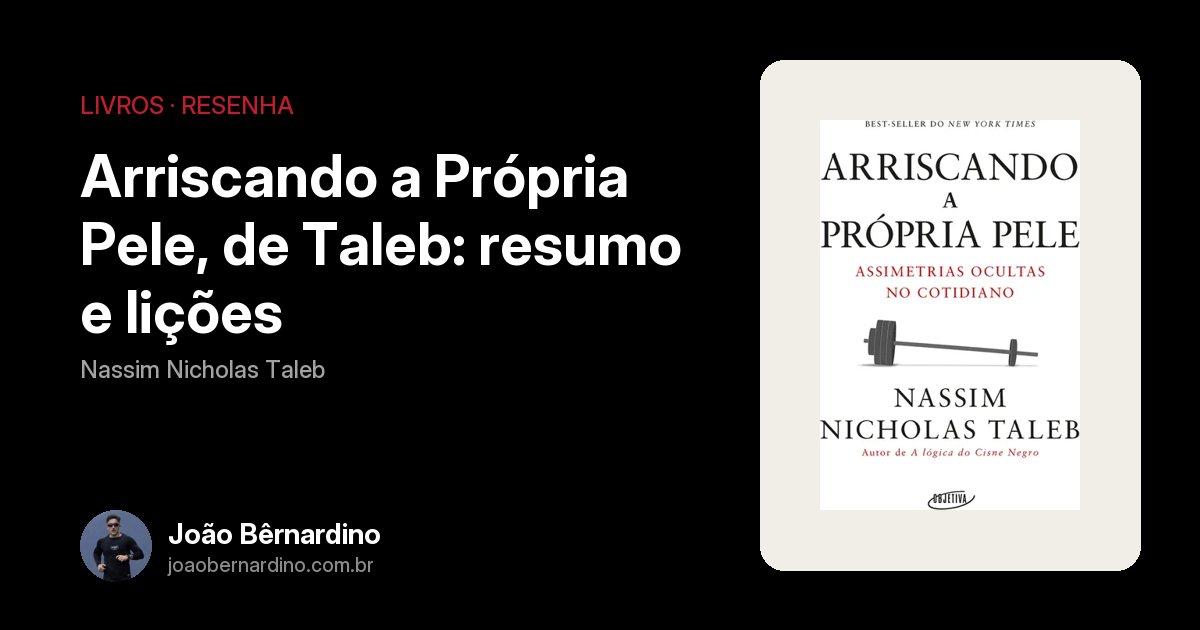 LIVROS · RESENHA
Arriscando a Própria
Pele, de Taleb: resumo
e lições
Nassim Nicholas Taleb
João Bêrnardino
joaobernardino.com.br
BEST-SELLER DO NEW YORK TIMES
ARRISCANDO
A
PRÓPRIA PELE
ASSIMETRIAS OCULTAS
NO COTIDIANO
NASSIM
NICHOLAS TALEB
Autor de A lógica do Cisne Negro
OBJETIVA